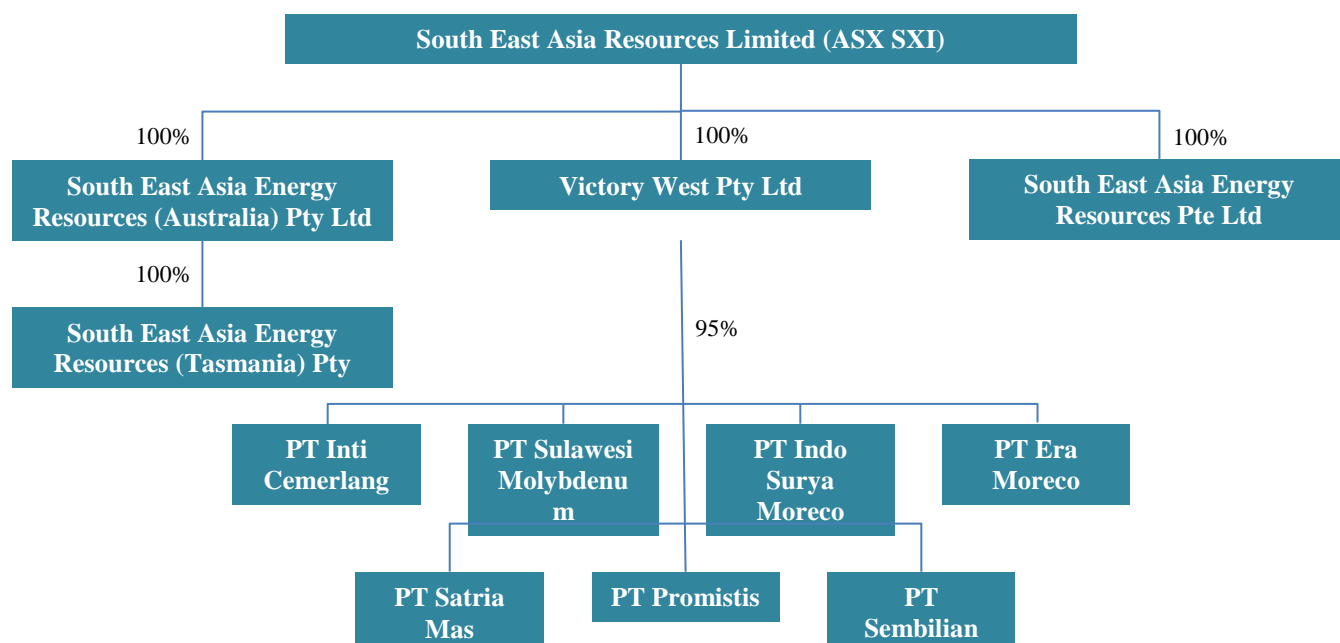 South East Asia Resources Limited (ASX SXI)
100%
100%
100%
South East Asia Energy
Resources (Australia) Pty Ltd
Victory West Pty Ltd
South East Asia Energy
Resources Pte Ltd
100%
South East Asia Energy
Resources (Tasmania) Pty
95%
PT Inti
Cemerlang
PT Sulawesi
Molybdenu
m
PT Indo
Surya
Moreco
PT Era
Moreco
PT Satria
Mas
PT Promistis
PT
Sembilian